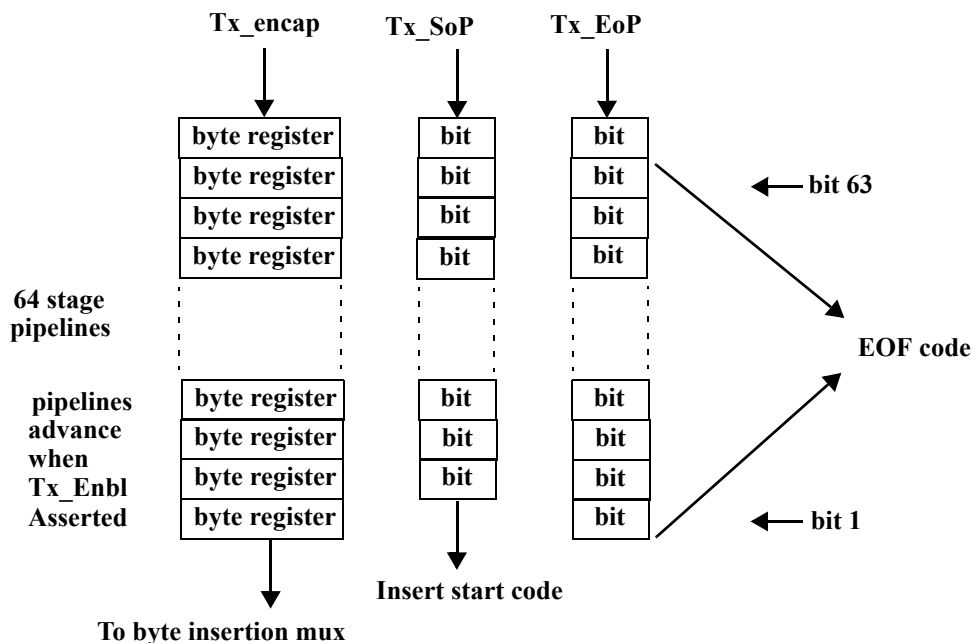 Tx_encap Tx_SoP Tx_EoP
byte register bit bit
byte register bit bit bit 63
byte register bit bit
byte register bit bit
64 stage
pipelines
EOF code
pipelines byte register bit bit
advance byte register bit bit
when
Tx_Enbl byte register bit bit
Asserted byte register bit bit 1
Insert start code
To byte insertion mux